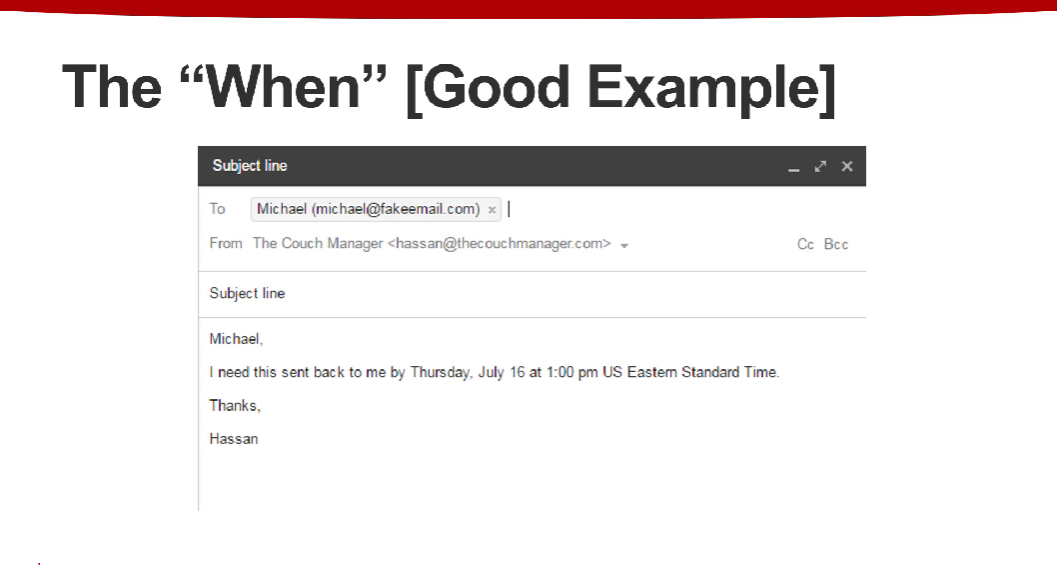 The “When” [Good Example]
Subject line
To Michael (michael@fakeemail.com) ×
From The Couch Manager <hassan@thecouchmanager.com> Cc Bcc
Subject line
Michael,
I need this sent back to me by Thursday, July 16 at 1:00 pm US Eastern Standard Time.
Thanks,
Hassan